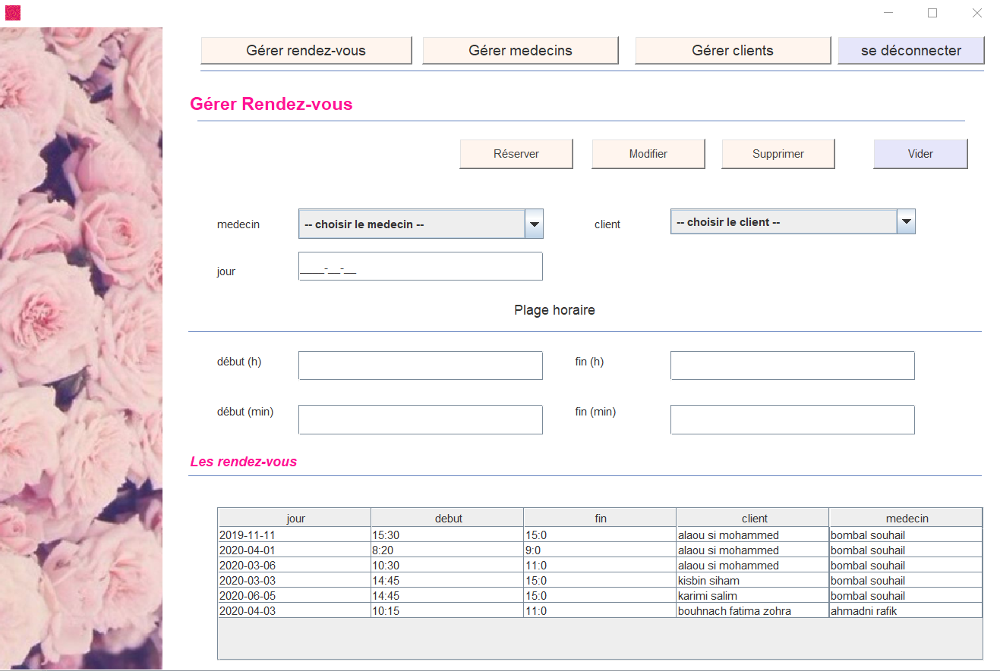 Gérer rendez-vous Gérer medecins Gérer clients se déconnecter
Gérer Rendez-vous
Réserver Modifier Supprimer Vider
medecin -- choisir le medecin -- client -- choisir le client --
jour ____-__-__
Plage horaire
début (h) fin (h)
début (min) fin (min)
Les rendez-vous
jour debut fin client medecin
2019-11-11 15:30 15:0 alaou si mohammed bombal souhail
2020-04-01 8:20 9:0 alaou si mohammed bombal souhail
2020-03-06 10:30 11:0 alaou si mohammed bombal souhail
2020-03-03 14:45 15:0 kisbin siham bombal souhail
2020-06-05 14:45 15:0 karimi salim bombal souhail
2020-04-03 10:15 11:0 bouhnach fatima zohra ahmadni rafik